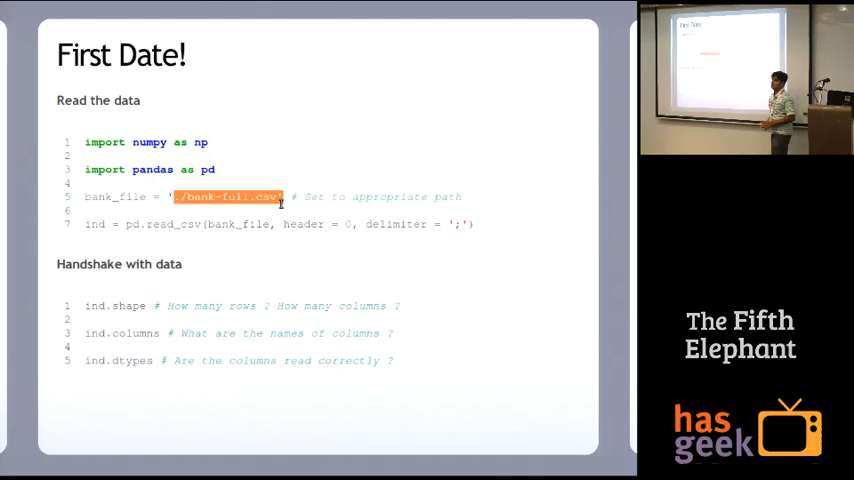 First Date!
Read the data
1 import numpy as np
2
3 import pandas as pd
4
5 bank_file = './bank-full.csv' # Set to appropriate path
6
7 ind = pd.read_csv(bank_file, header = 0, delimiter = ';')
Handshake with data
1 ind.shape # How many rows ? How many columns ?
2
3 ind.columns # What are the names of columns ?
4
5 ind.dtypes # Are the columns read correctly ?
First Date!
The Fifth
Elephant
has
geek